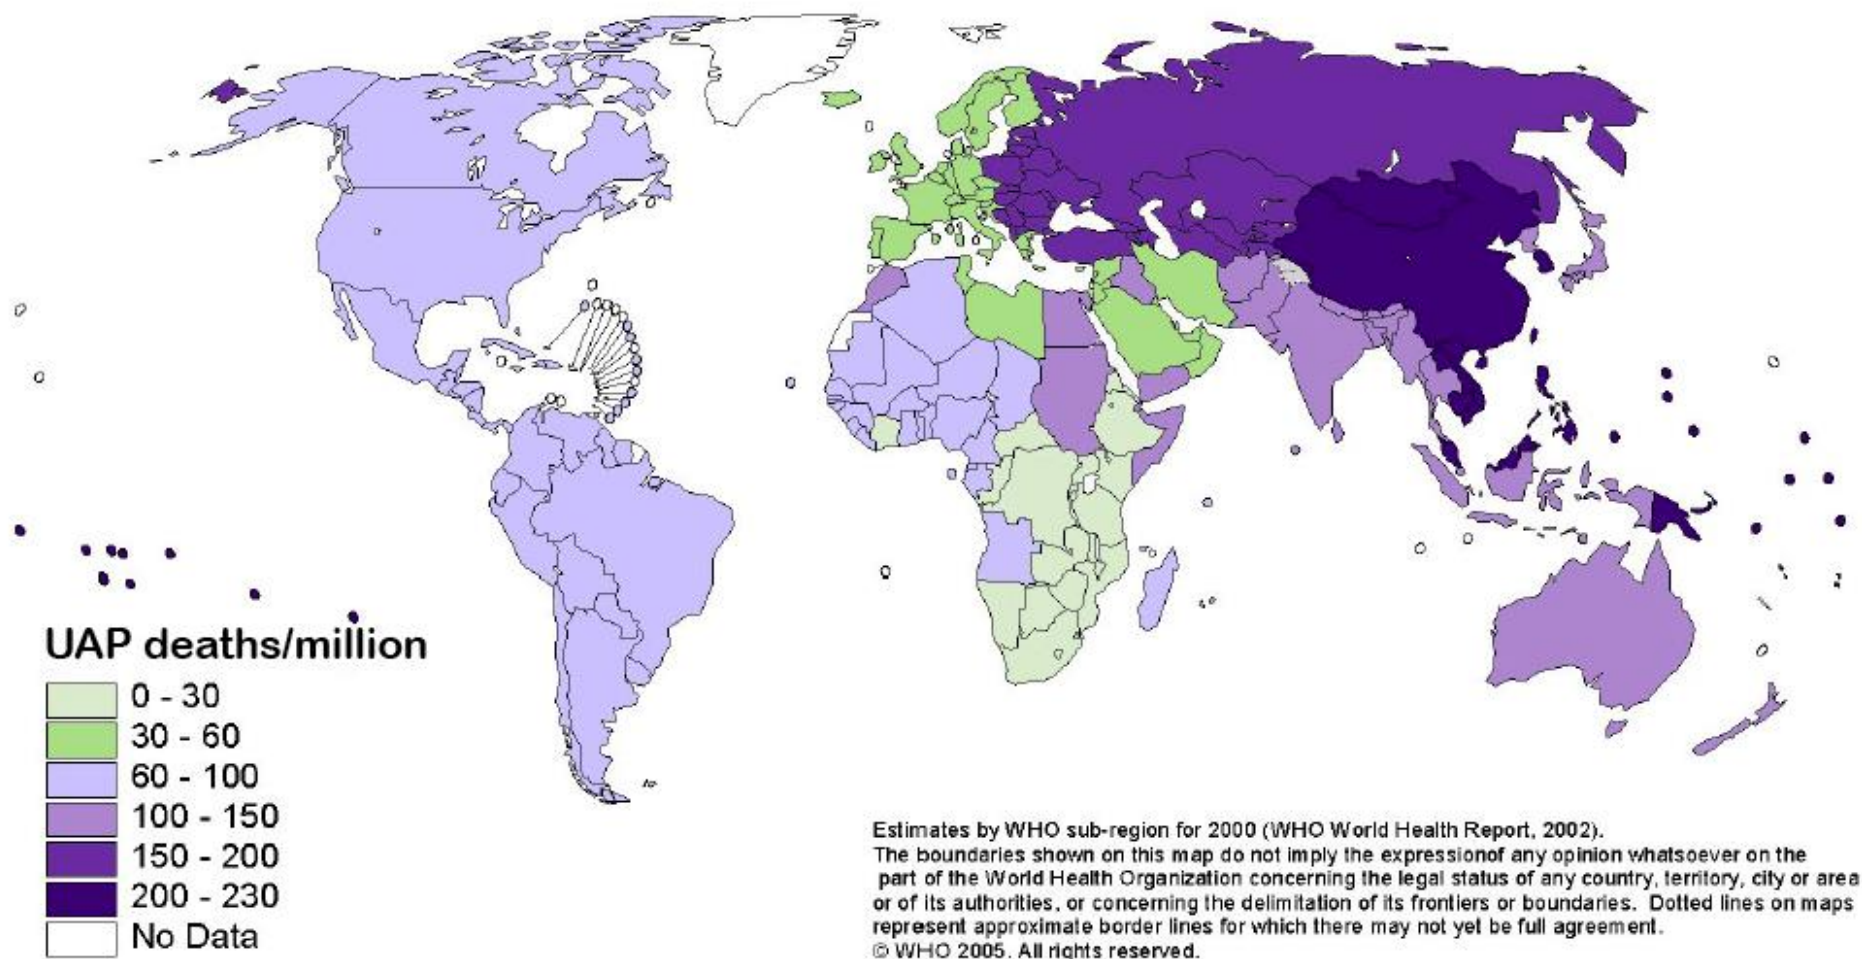 UAP deaths/million
0 - 30
30 - 60
60 - 100
100 - 150
150 - 200
200 - 230
No Data
Estimates by WHO sub-region for 2000 (WHO World Health Report, 2002).
The boundaries shown on this map do not imply the expressionof any opinion whatsoever on the
part of the World Health Organization concerning the legal status of any country, territory, city or area
or of its authorities, or concerning the delimitation of its frontiers or boundaries. Dotted lines on maps
represent approximate border lines for which there may not yet be full agreement.
© WHO 2005. All rights reserved.